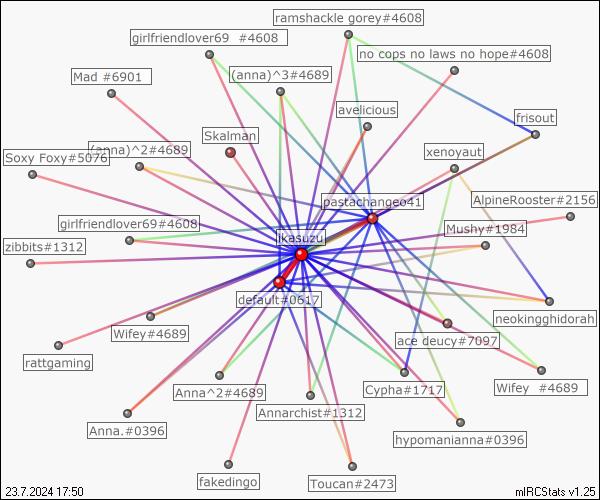 ramshackle gorey#4608
girlfriendlover69  #4608
no cops no laws no hope#4608
Mad #6901
(anna)^3#4689
avelicious
frisout
Skalman
(anna)^2#4689
xenoyaut
Soxy Foxy#5076
pastachangeo41
AlpineRooster#2156
girlfriendlover69#4608
Mushy#1984
zibbits#1312
Ikasuzu
default#0617
neokingghidorah
Wifey#4689
ace deucy#7097
rattgaming
Anna^2#4689
Cypha#1717
Wifey  #4689
Annarchist#1312
Anna.#0396
hypomanianna#0396
fakedingo
Toucan#2473
23.7.2024 17:50
mIRCStats v1.25